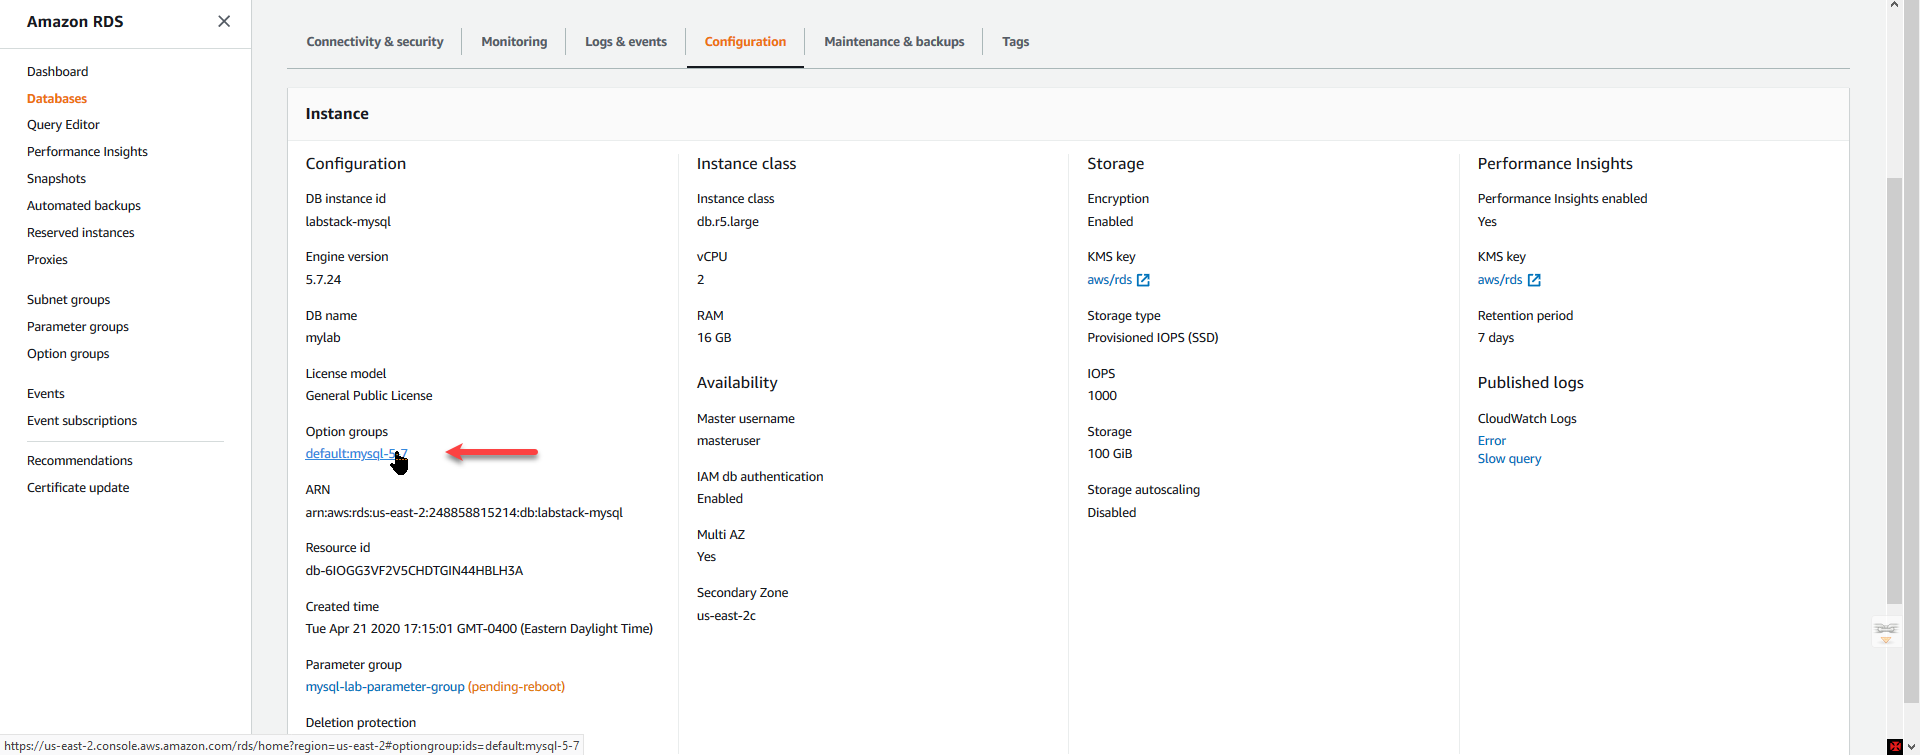 Amazon RDS
Dashboard
Databases
Query Editor
Performance Insights
Snapshots
Automated backups
Reserved instances
Proxies
Subnet groups
Parameter groups
Option groups
Events
Event subscriptions
Recommendations
Certificate update
Connectivity & security
Monitoring
Logs & events
Configuration
Maintenance & backups
Tags
Instance
Configuration
DB instance id
labstack-mysql
Engine version
5.7.24
DB name
mylab
License model
General Public License
Option groups
default:mysql-5-7
ARN
arn:aws:rds:us-east-2:248858815214:db:labstack-mysql
Resource id
db-6IOGG3VF2V5CHDTGIN44HBLH3A
Created time
Tue Apr 21 2020 17:15:01 GMT-0400 (Eastern Daylight Time)
Parameter group
mysql-lab-parameter-group (pending-reboot)
Deletion protection
Instance class
Instance class
db.r5.large
vCPU
2
RAM
16 GB
Availability
Master username
masteruser
IAM db authentication
Enabled
Multi AZ
Yes
Secondary Zone
us-east-2c
Storage
Encryption
Enabled
KMS key
aws/rds
Storage type
Provisioned IOPS (SSD)
IOPS
1000
Storage
100 GiB
Storage autoscaling
Disabled
Performance Insights
Performance Insights enabled
Yes
KMS key
aws/rds
Retention period
7 days
Published logs
CloudWatch Logs
Error
Slow query
https://us-east-2.console.aws.amazon.com/rds/home?region=us-east-2#optiongroup:ids=default:mysql-5-7